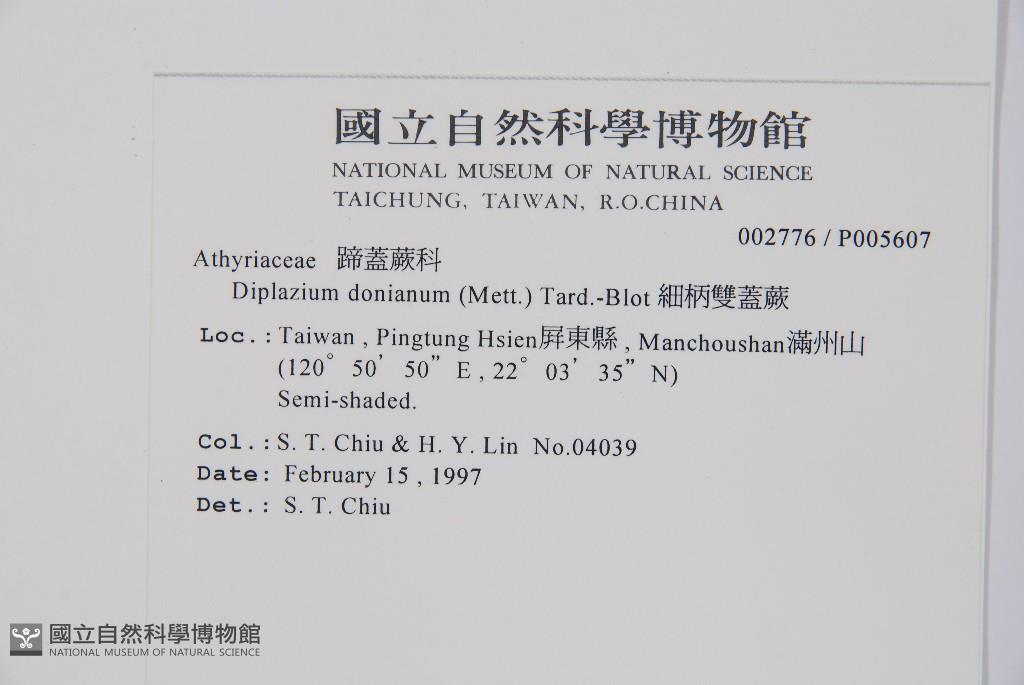 國立自然科學博物館
NATIONAL MUSEUM OF NATURAL SCIENCE
TAICHUNG, TAIWAN, R.O.CHINA
002776 / P005607
Athyriaceae 蹄蓋蕨科
Diplazium donianum (Mett.) Tard.-Blot 細柄雙蓋蕨
Loc.: Taiwan , Pingtung Hsien屏東縣 , Manchoushan滿州山
(120° 50' 50" E , 22° 03' 35" N)
Semi-shaded.
Col.: S. T. Chiu & H. Y. Lin No.04039
Date: February 15 , 1997
Det.: S. T. Chiu
國立自然科學博物館
NATIONAL MUSEUM OF NATURAL SCIENCE